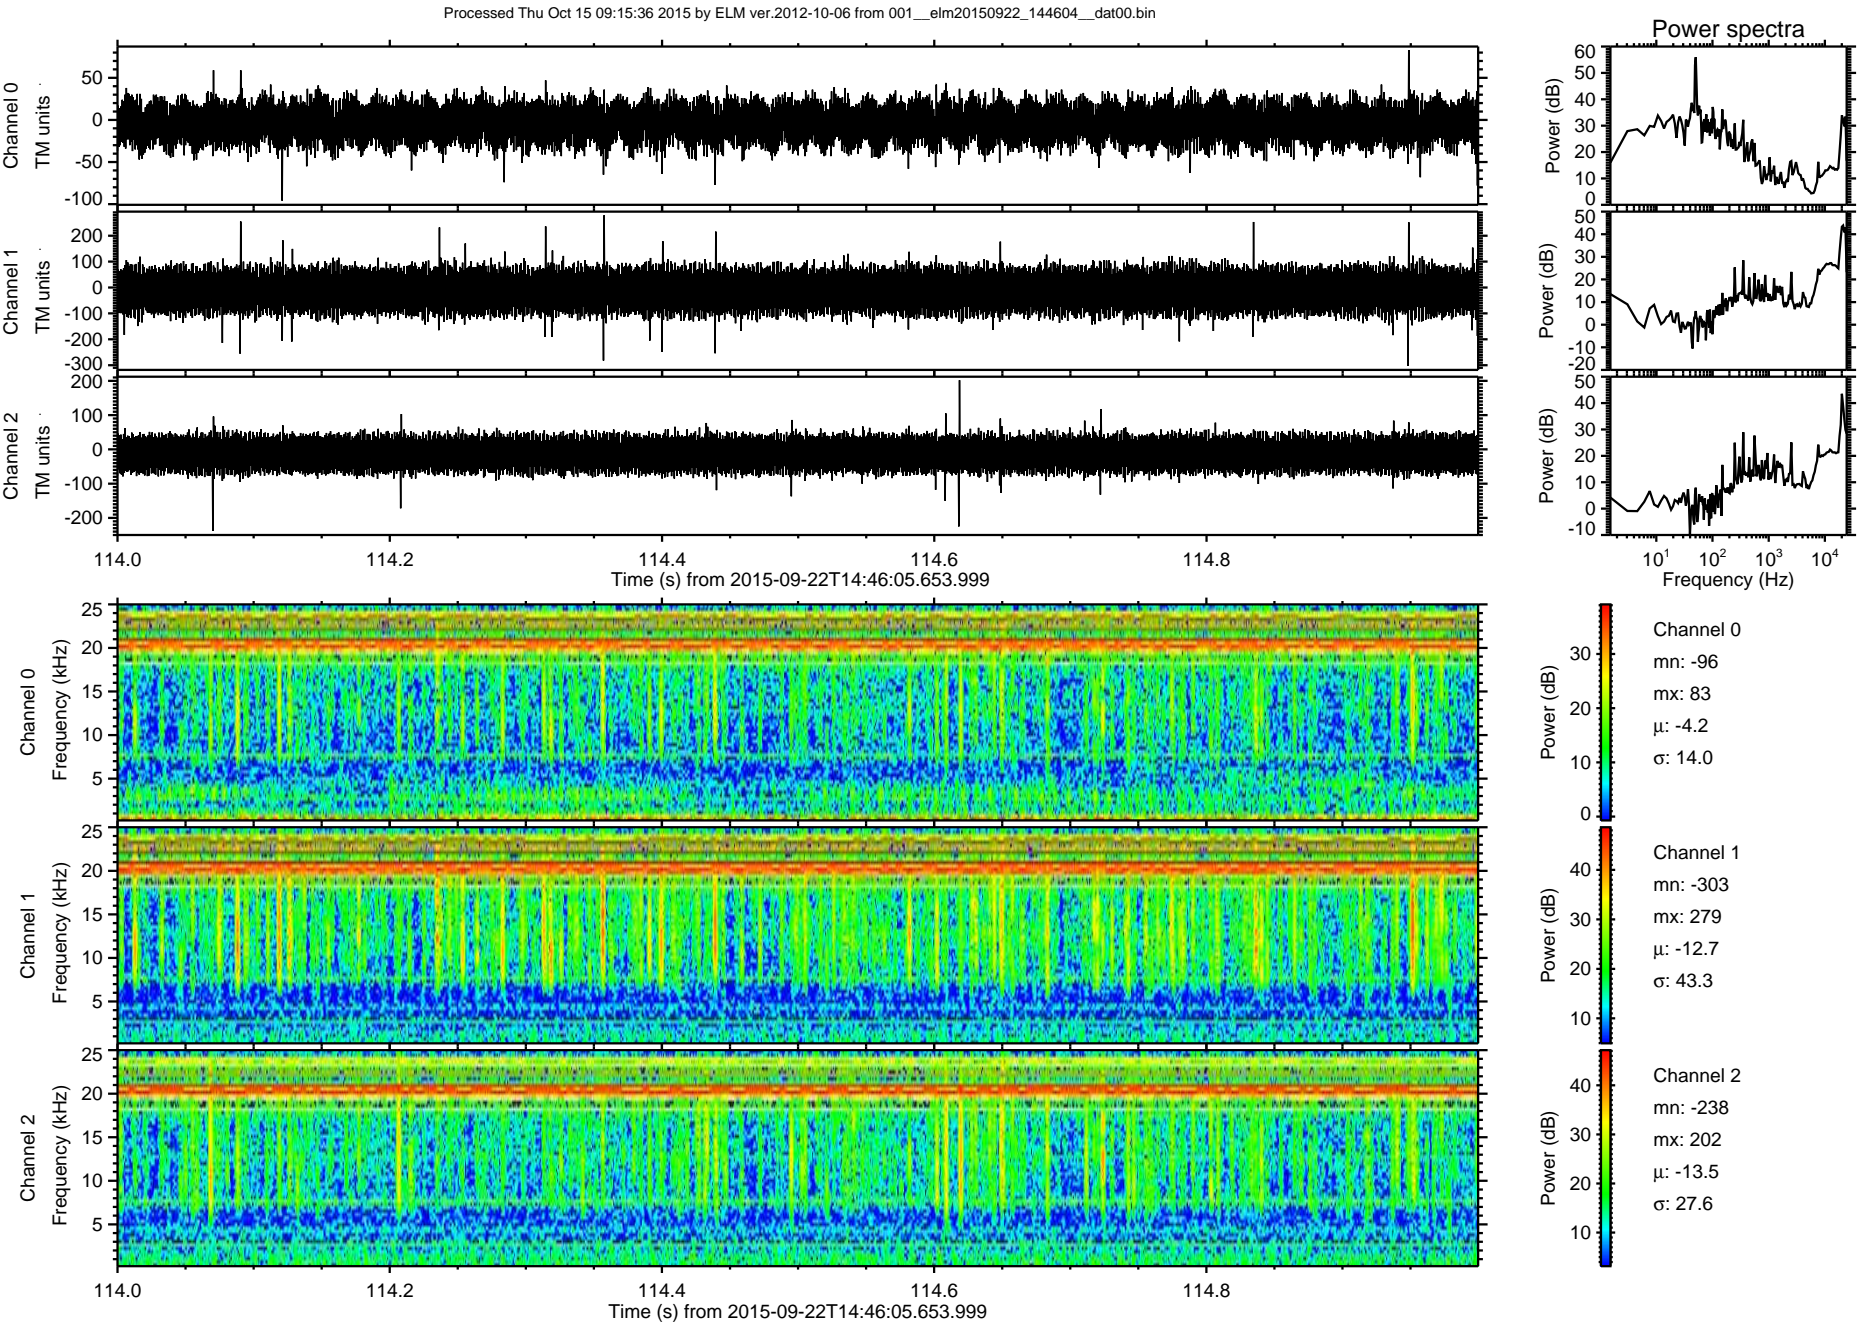 Processed Thu Oct 15 09:15:36 2015 by ELM ver.2012-10-06 from 001__elm20150922_144604__dat00.bin
Power spectra
Channel 0
TM units
50
0
-50
-100
Power (dB)
60
50
40
30
20
10
0
Channel 1
TM units
200
100
0
-100
-200
-300
Power (dB)
50
40
30
20
10
0
-10
-20
Channel 2
TM units
200
100
0
-100
-200
Power (dB)
50
40
30
20
10
0
-10
114.0 114.2 114.4 114.6 114.8
Time (s) from 2015-09-22T14:46:05.653.999
10¹ 10² 10³ 10⁴
Frequency (Hz)
Channel 0
Frequency (kHz)
25
20
15
10
5
Power (dB)
30
20
10
0
Channel 0
mn: -96
mx: 83
μ: -4.2
σ: 14.0
Channel 1
Frequency (kHz)
25
20
15
10
5
Power (dB)
40
30
20
10
Channel 1
mn: -303
mx: 279
μ: -12.7
σ: 43.3
Channel 2
Frequency (kHz)
25
20
15
10
5
Power (dB)
40
30
20
10
Channel 2
mn: -238
mx: 202
μ: -13.5
σ: 27.6
114.0 114.2 114.4 114.6 114.8
Time (s) from 2015-09-22T14:46:05.653.999